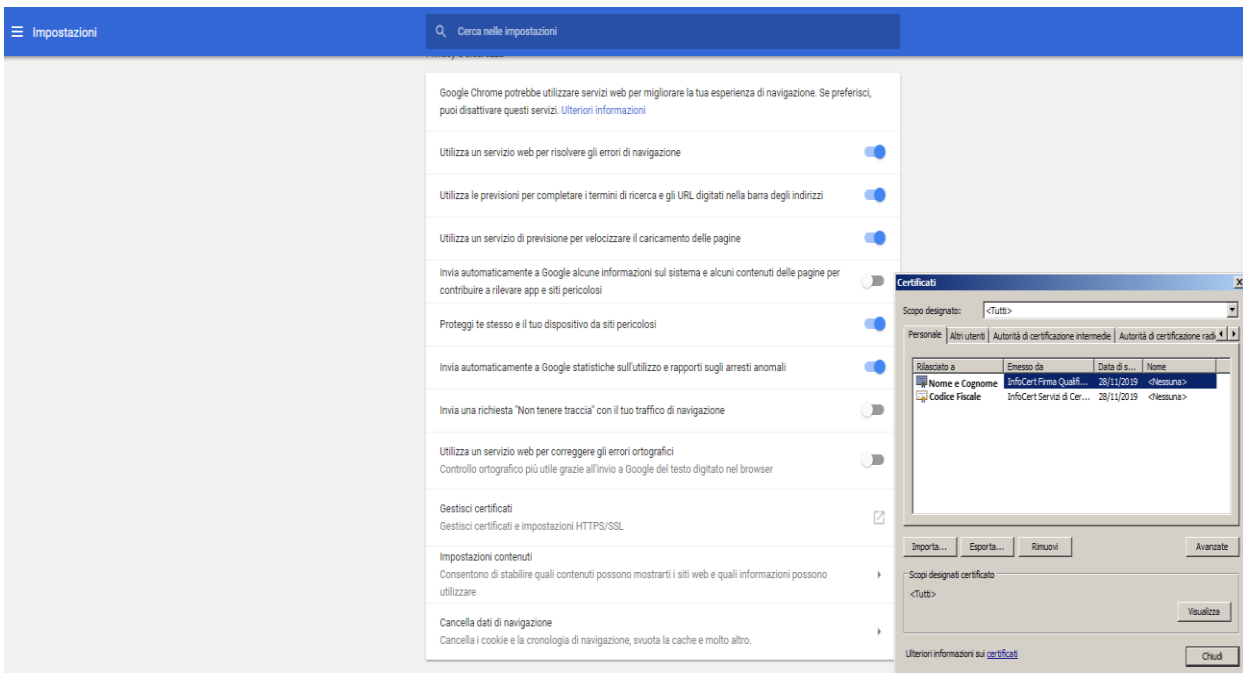 Impostazioni
Cerca nelle impostazioni
Google Chrome potrebbe utilizzare servizi web per migliorare la tua esperienza di navigazione. Se preferisci,
puoi disattivare questi servizi. Ulteriori informazioni
Utilizza un servizio web per risolvere gli errori di navigazione
Utilizza le previsioni per completare i termini di ricerca e gli URL digitati nella barra degli indirizzi
Utilizza un servizio di previsione per velocizzare il caricamento delle pagine
Invia automaticamente a Google alcune informazioni sul sistema e alcuni contenuti delle pagine per
contribuire a rilevare app e siti pericolosi
Proteggi te stesso e il tuo dispositivo da siti pericolosi
Invia automaticamente a Google statistiche sull'utilizzo e rapporti sugli arresti anomali
Invia una richiesta "Non tenere traccia" con il tuo traffico di navigazione
Utilizza un servizio web per correggere gli errori ortografici
Controllo ortografico più utile grazie all'invio a Google del testo digitato nel browser
Gestisci certificati
Gestisci certificati e impostazioni HTTPS/SSL
Impostazioni contenuti
Consentono di stabilire quali contenuti possono mostrarti i siti web e quali informazioni possono
utilizzare
Cancella dati di navigazione
Cancella i cookie e la cronologia di navigazione, svuota la cache e molto altro.
Certificati
Scopo designato: <Tutti>
Personale Altri utenti Autorità di certificazione intermedie Autorità di certificazione radi
Rilasciato a Emesso da Data di s... Nome
Nome e Cognome InfoCert Firma Qualifi... 28/11/2019 <Nessuna>
Codice Fiscale InfoCert Servizi di Cer... 28/11/2019 <Nessuna>
Importa... Esporta... Rimuovi Avanzate
Scopi designati certificato
<Tutti>
Visualizza
Ulteriori informazioni sui certificati
Chiudi